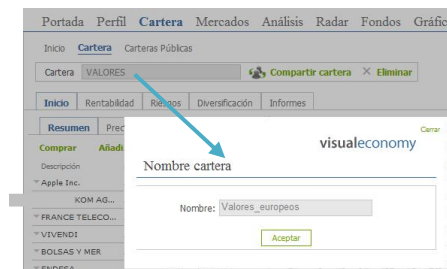 Portada Perfil Cartera Mercados Análisis Radar Fondos Gráfic
Inicio Cartera Carteras Públicas
Cartera VALORES Compartir cartera × Eliminar
Inicio Rentabilidad Riesgos Diversificación Informes
Resumen Prec
Comprar Añadi
Descripción
Apple Inc.
KOM AG...
FRANCE TELECO...
VIVENDI
BOLSAS Y MER
ENDESA
Cerrar
visualeconomy
Nombre cartera
Nombre: Valores_europeos
Aceptar